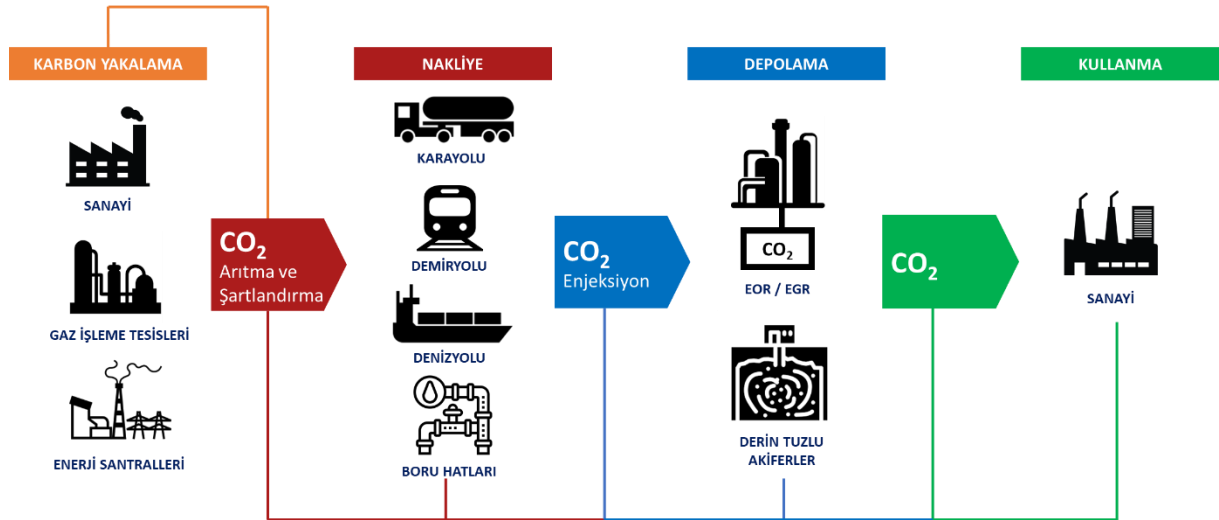 KARBON YAKALAMA
SANAYİ
GAZ İŞLEME TESİSLERİ
ENERJİ SANTRALLERİ
CO₂
Arıtma ve
Şartlandırma
NAKLİYE
KARAYOLU
DEMİRYOLU
DENİZYOLU
BORU HATLARI
CO₂
Enjeksiyon
DEPOLAMA
CO₂
EOR / EGR
DERİN TUZLU
AKİFERLER
CO₂
KULLANMA
SANAYİ